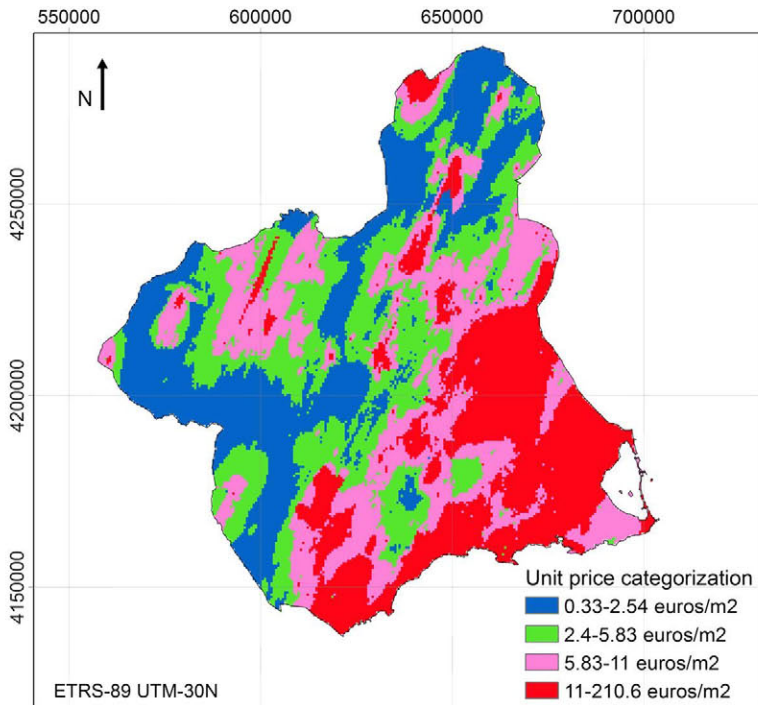 550000 600000 650000 700000
N
4250000
4200000
4150000
Unit price categorization
0.33-2.54 euros/m2
2.4-5.83 euros/m2
5.83-11 euros/m2
11-210.6 euros/m2
ETRS-89 UTM-30N